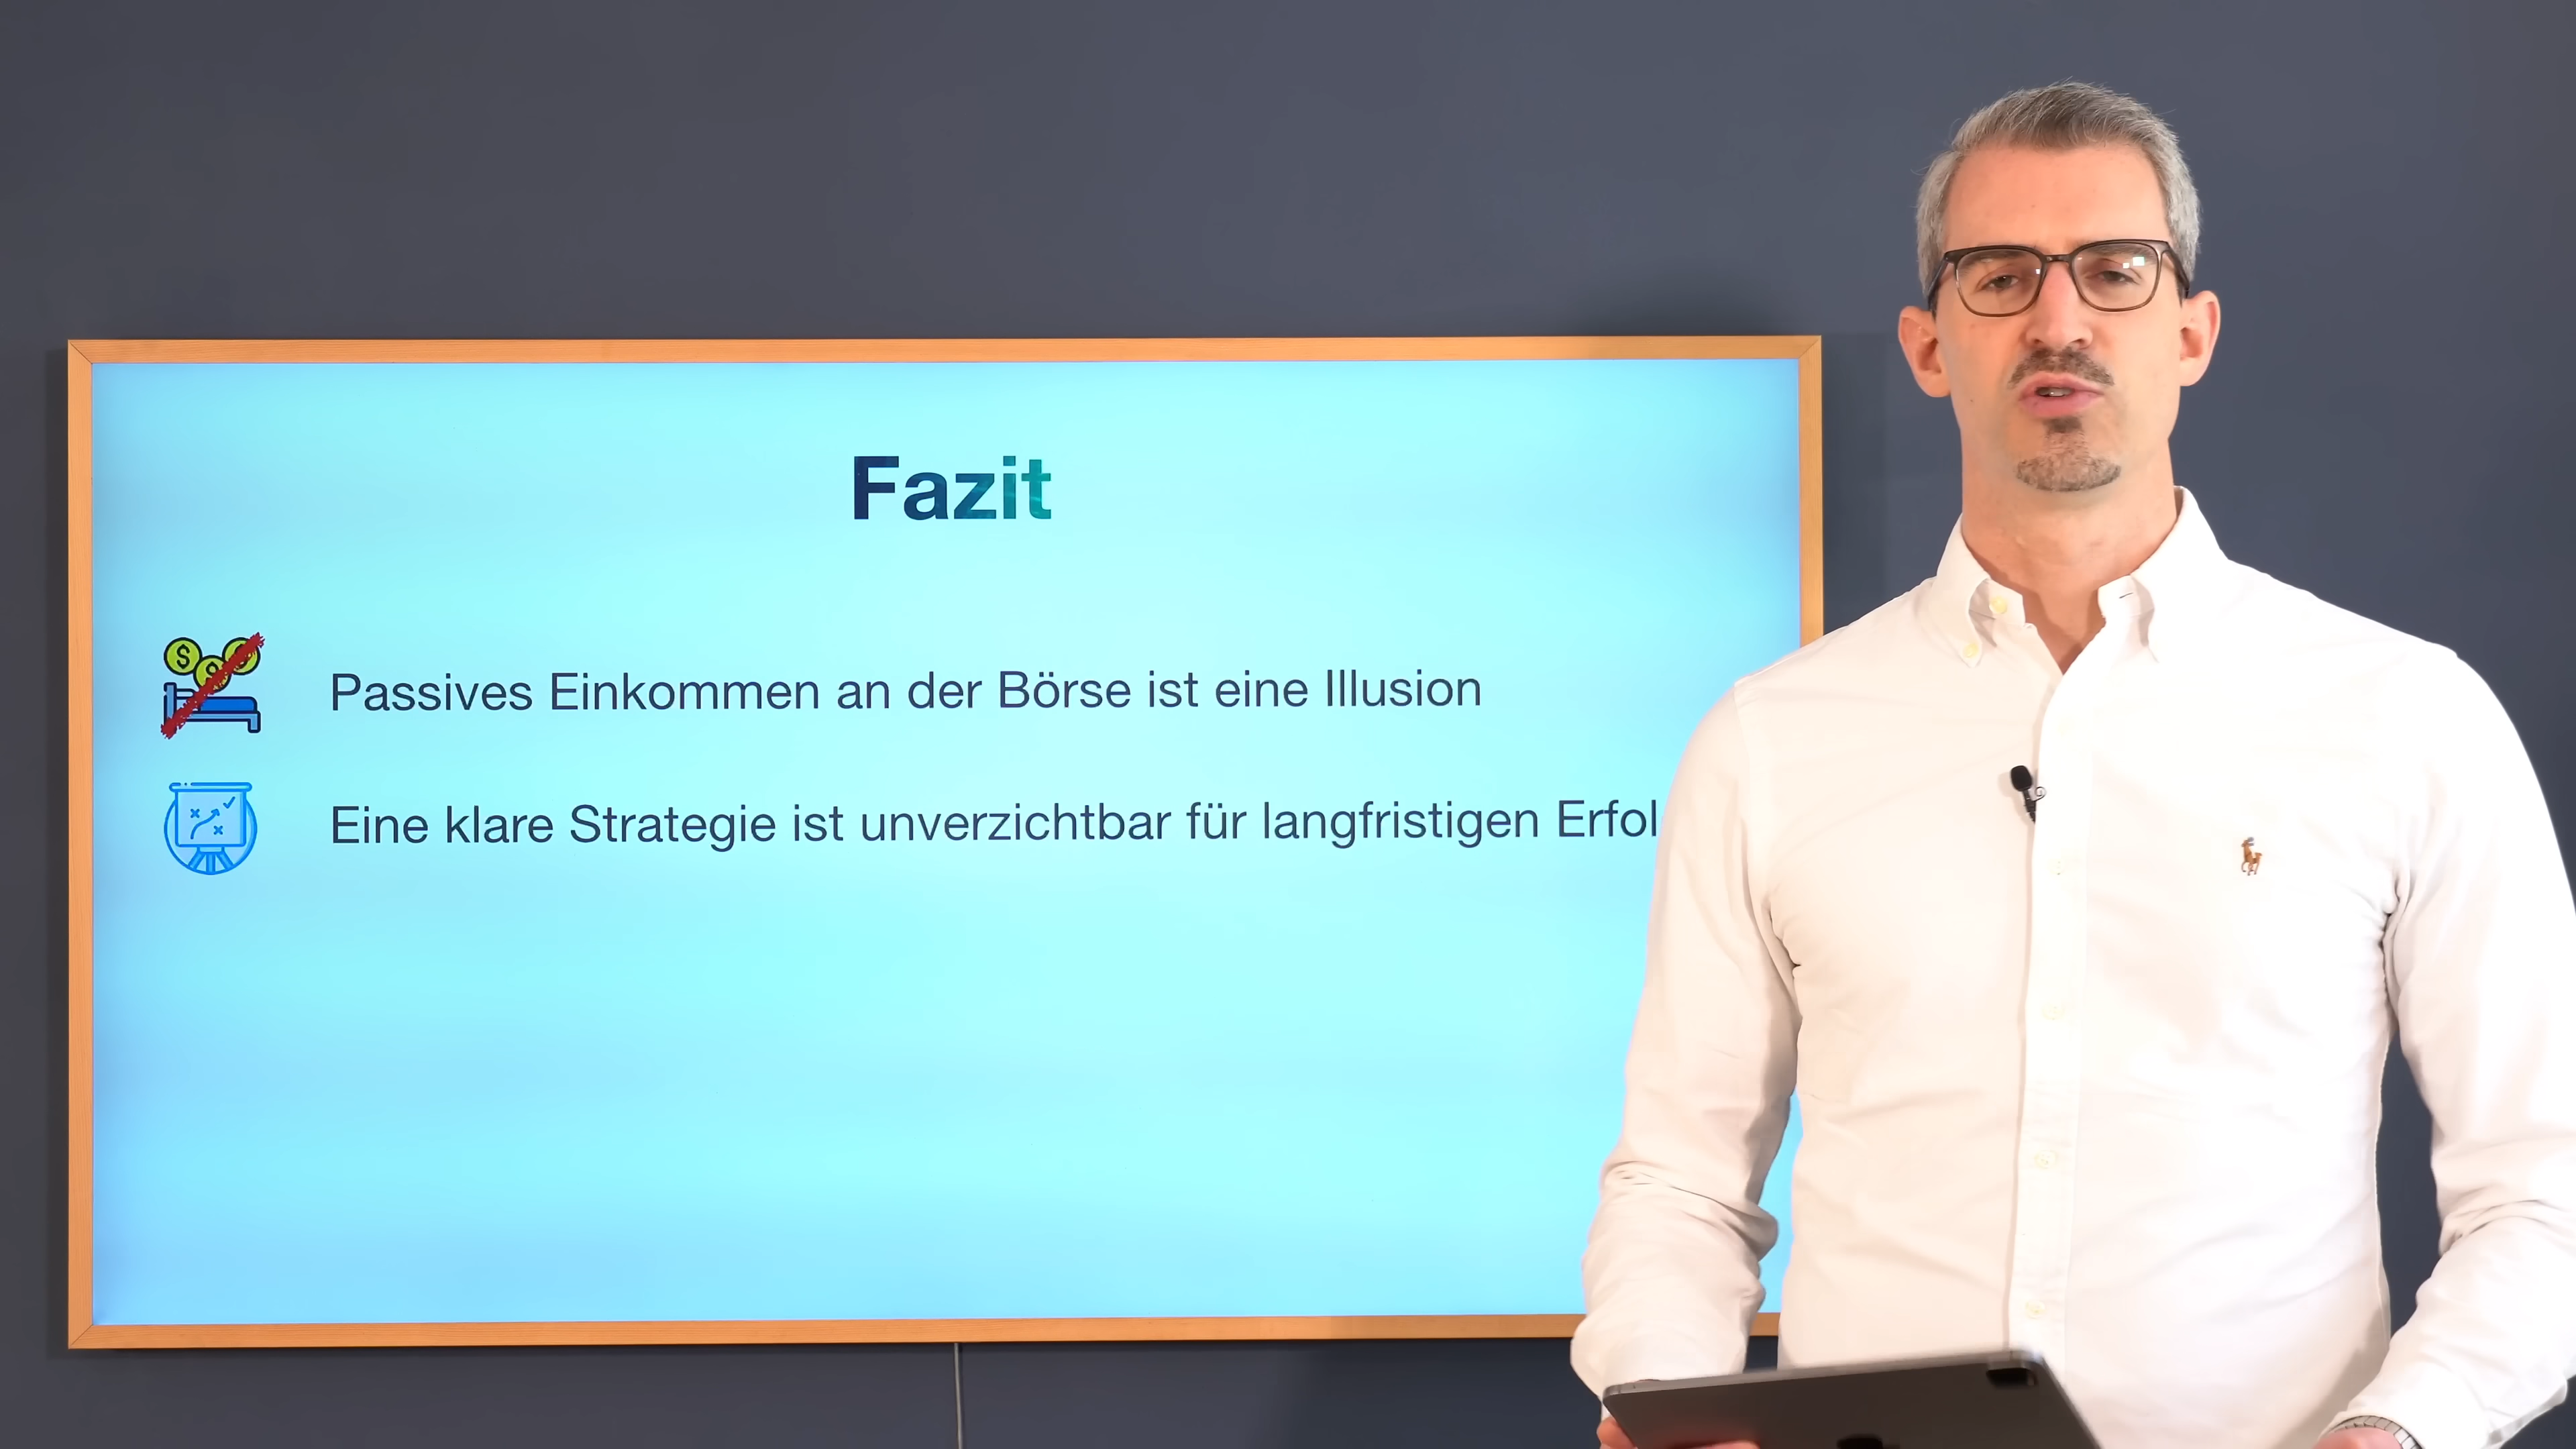 Fazit
Passives Einkommen an der Börse ist eine Illusion
Eine klare Strategie ist unverzichtbar für langfristigen Erfol